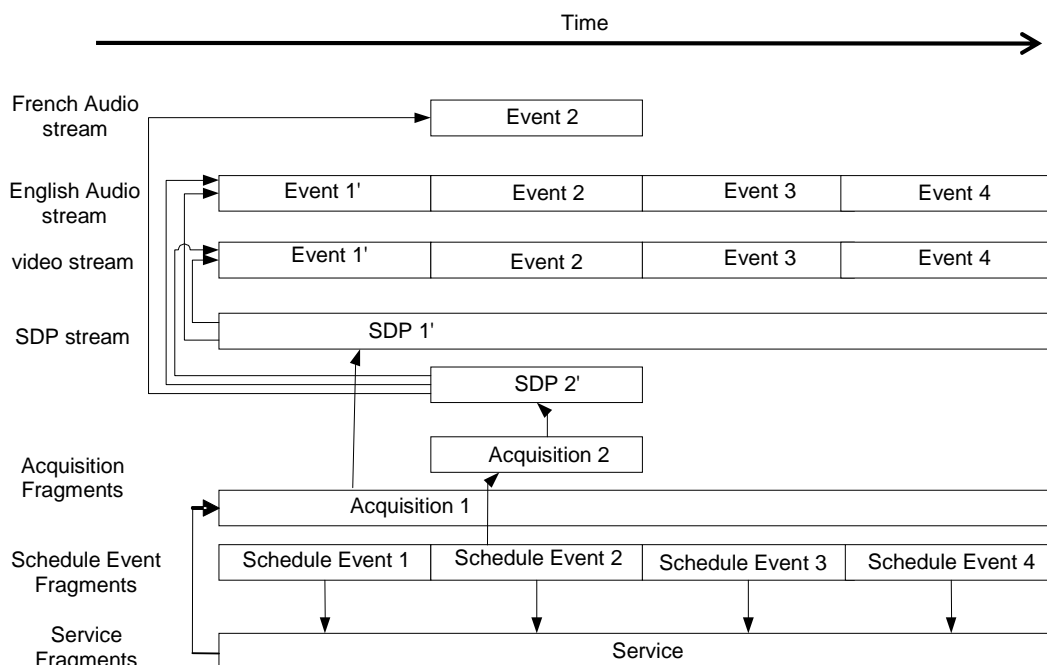 Time
French Audio
stream
Event 2
English Audio
stream
Event 1'
Event 2
Event 3
Event 4
video stream
Event 1'
Event 2
Event 3
Event 4
SDP stream
SDP 1'
SDP 2'
Acquisition
Fragments
Acquisition 2
Acquisition 1
Schedule Event
Fragments
Schedule Event 1
Schedule Event 2
Schedule Event 3
Schedule Event 4
Service
Fragments
Service